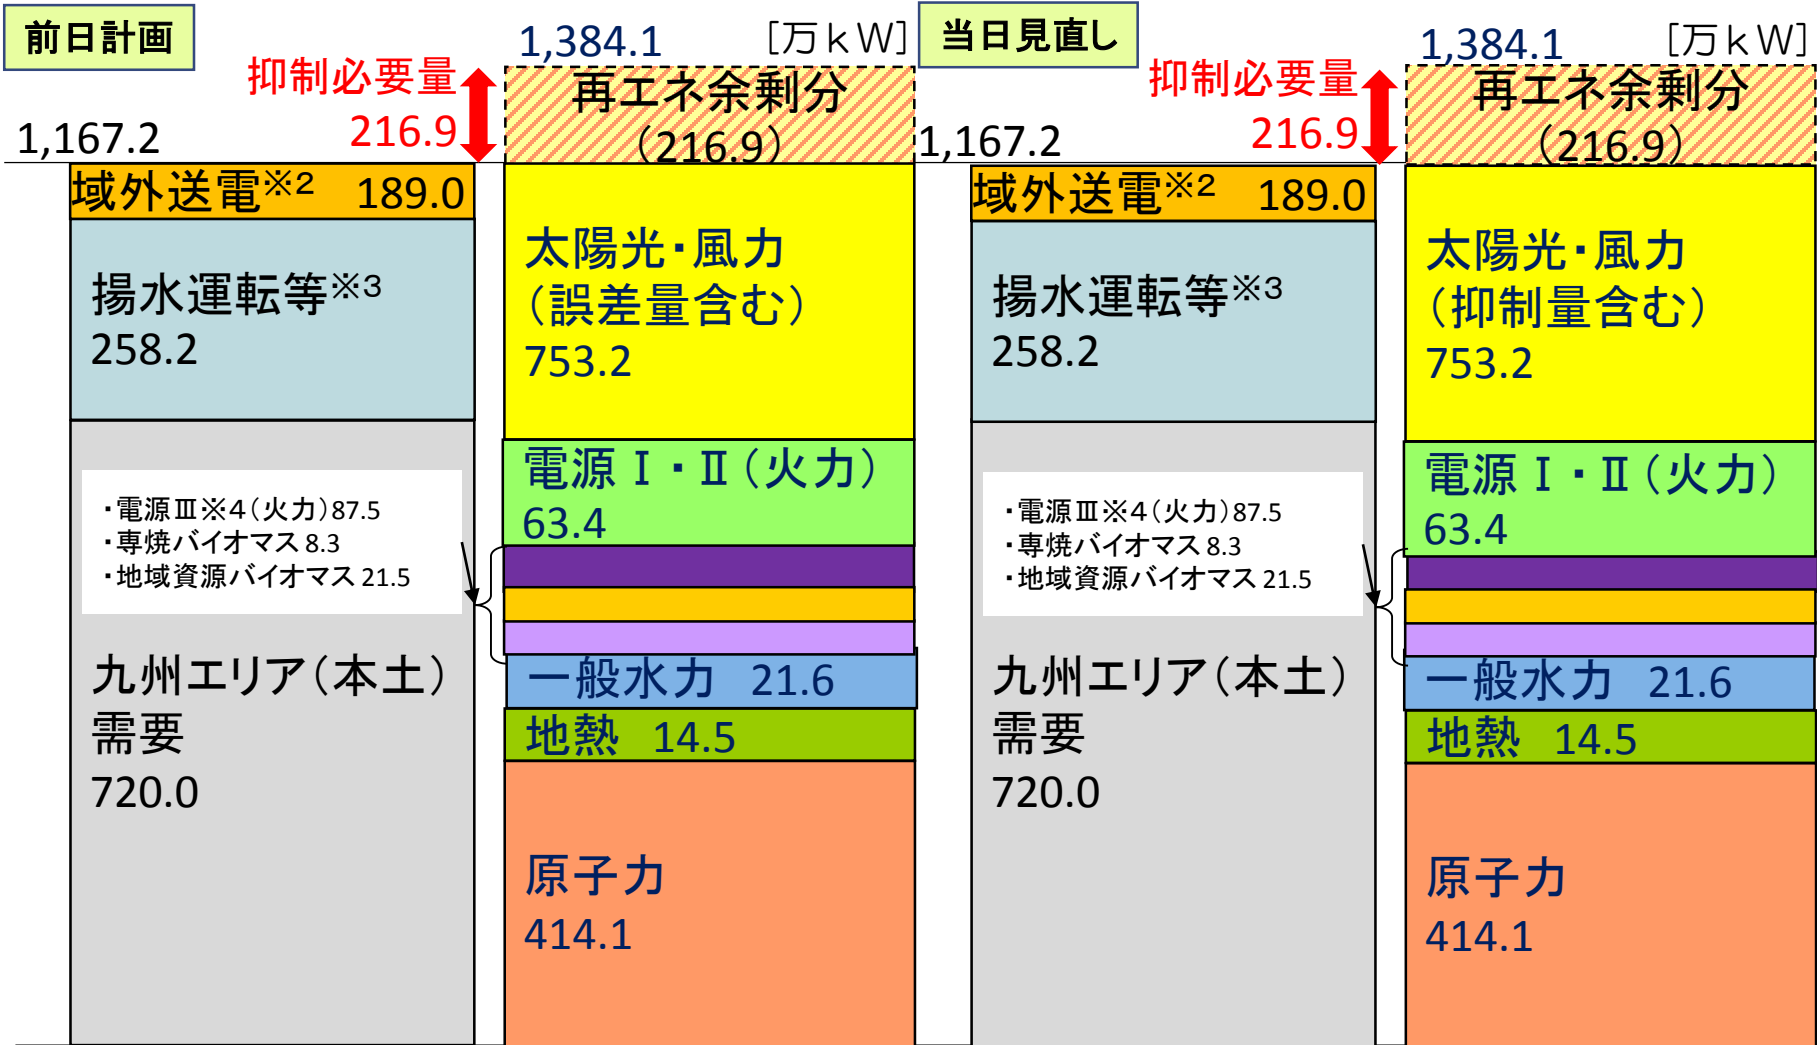 前日計画
1,384.1
[万kW]
抑制必要量
216.9
再エネ余剰分
(216.9)
1,167.2
域外送電※2 189.0
揚水運転等※3
258.2
・電源Ⅲ※4(火力)87.5
・専焼バイオマス 8.3
・地域資源バイオマス 21.5
九州エリア(本土)
需要
720.0
太陽光・風力
(誤差量含む)
753.2
電源Ⅰ・Ⅱ(火力)
63.4
一般水力 21.6
地熱 14.5
原子力
414.1
当日見直し
1,384.1
[万kW]
抑制必要量
216.9
再エネ余剰分
(216.9)
1,167.2
域外送電※2 189.0
揚水運転等※3
258.2
・電源Ⅲ※4(火力)87.5
・専焼バイオマス 8.3
・地域資源バイオマス 21.5
九州エリア(本土)
需要
720.0
太陽光・風力
(抑制量含む)
753.2
電源Ⅰ・Ⅱ(火力)
63.4
一般水力 21.6
地熱 14.5
原子力
414.1